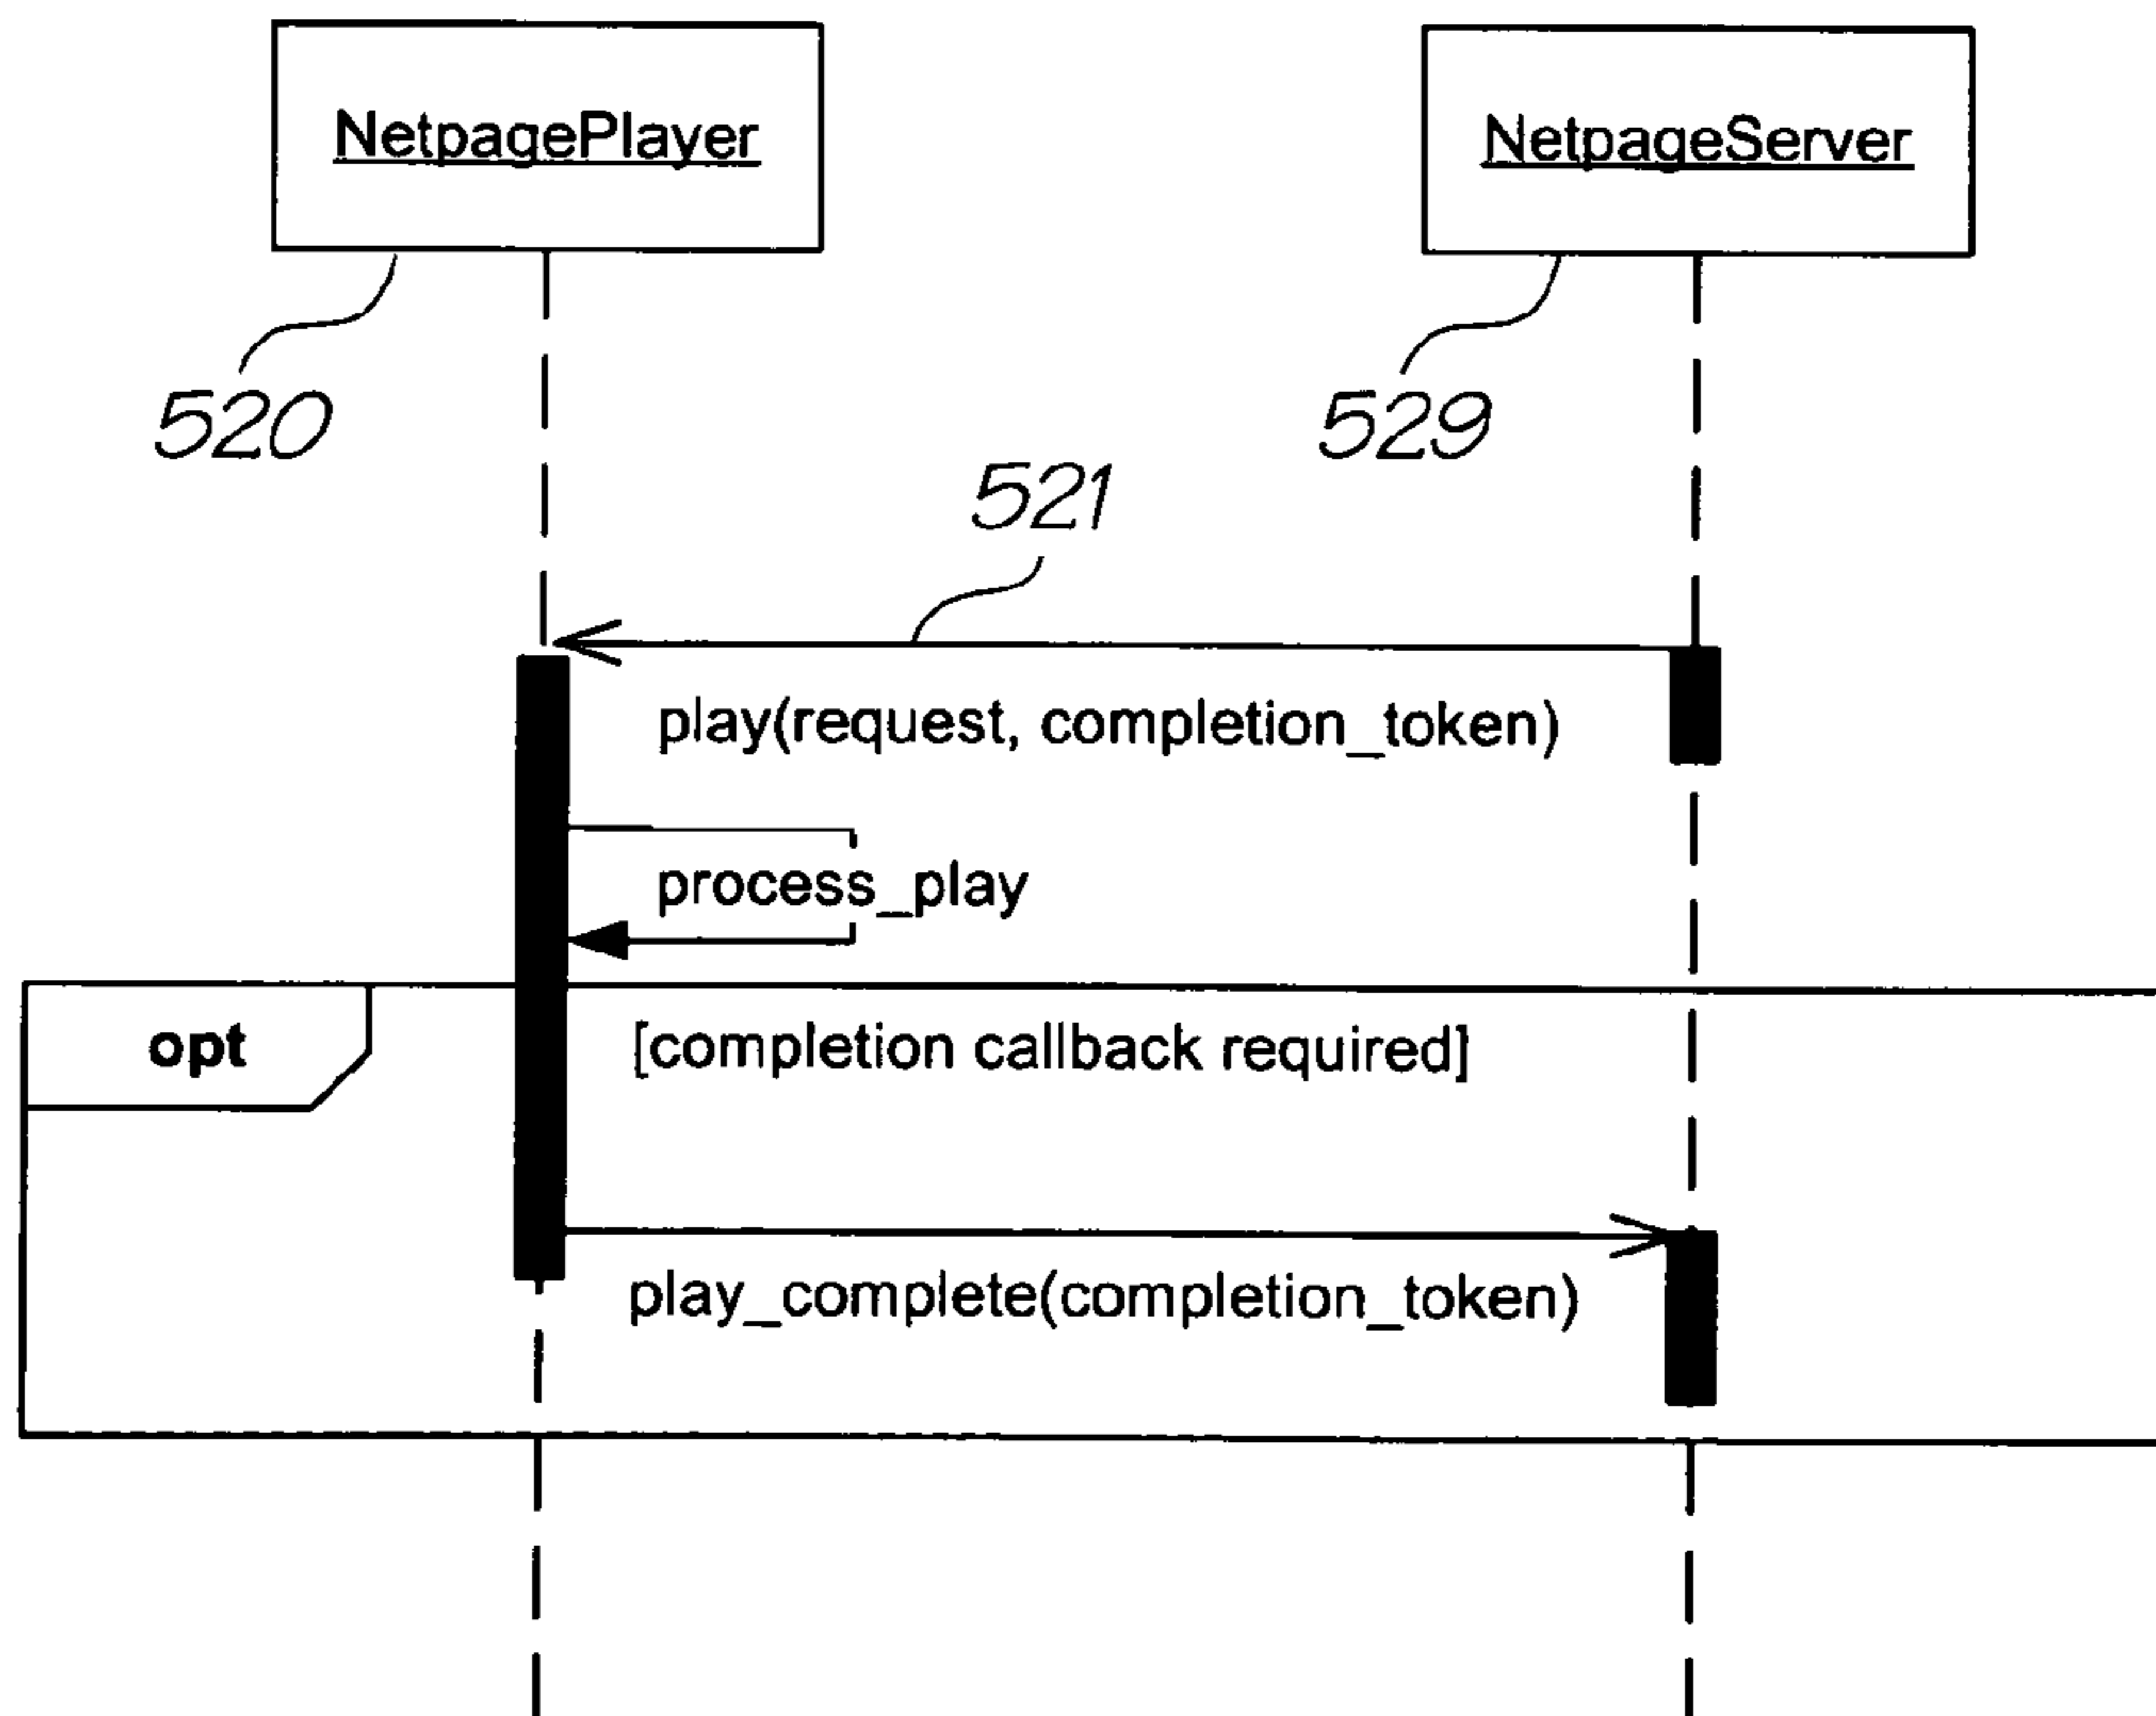 NetpagePlayer
NetpageServer
520
529
521
play(request, completion_token)
process_play
opt
[completion callback required]
play_complete(completion_token)